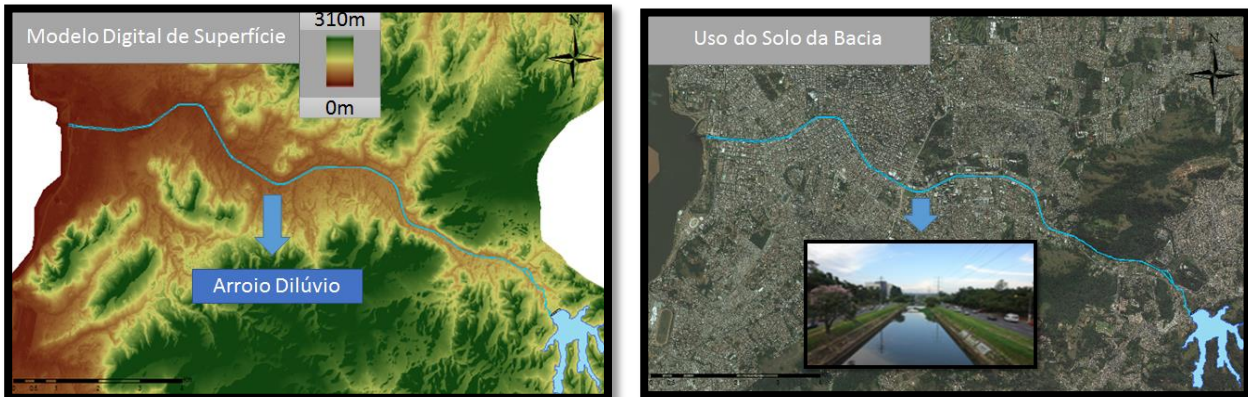 Modelo Digital de Superfície
310m
0m
N
Arroio Dilúvio
Uso do Solo da Bacia
N